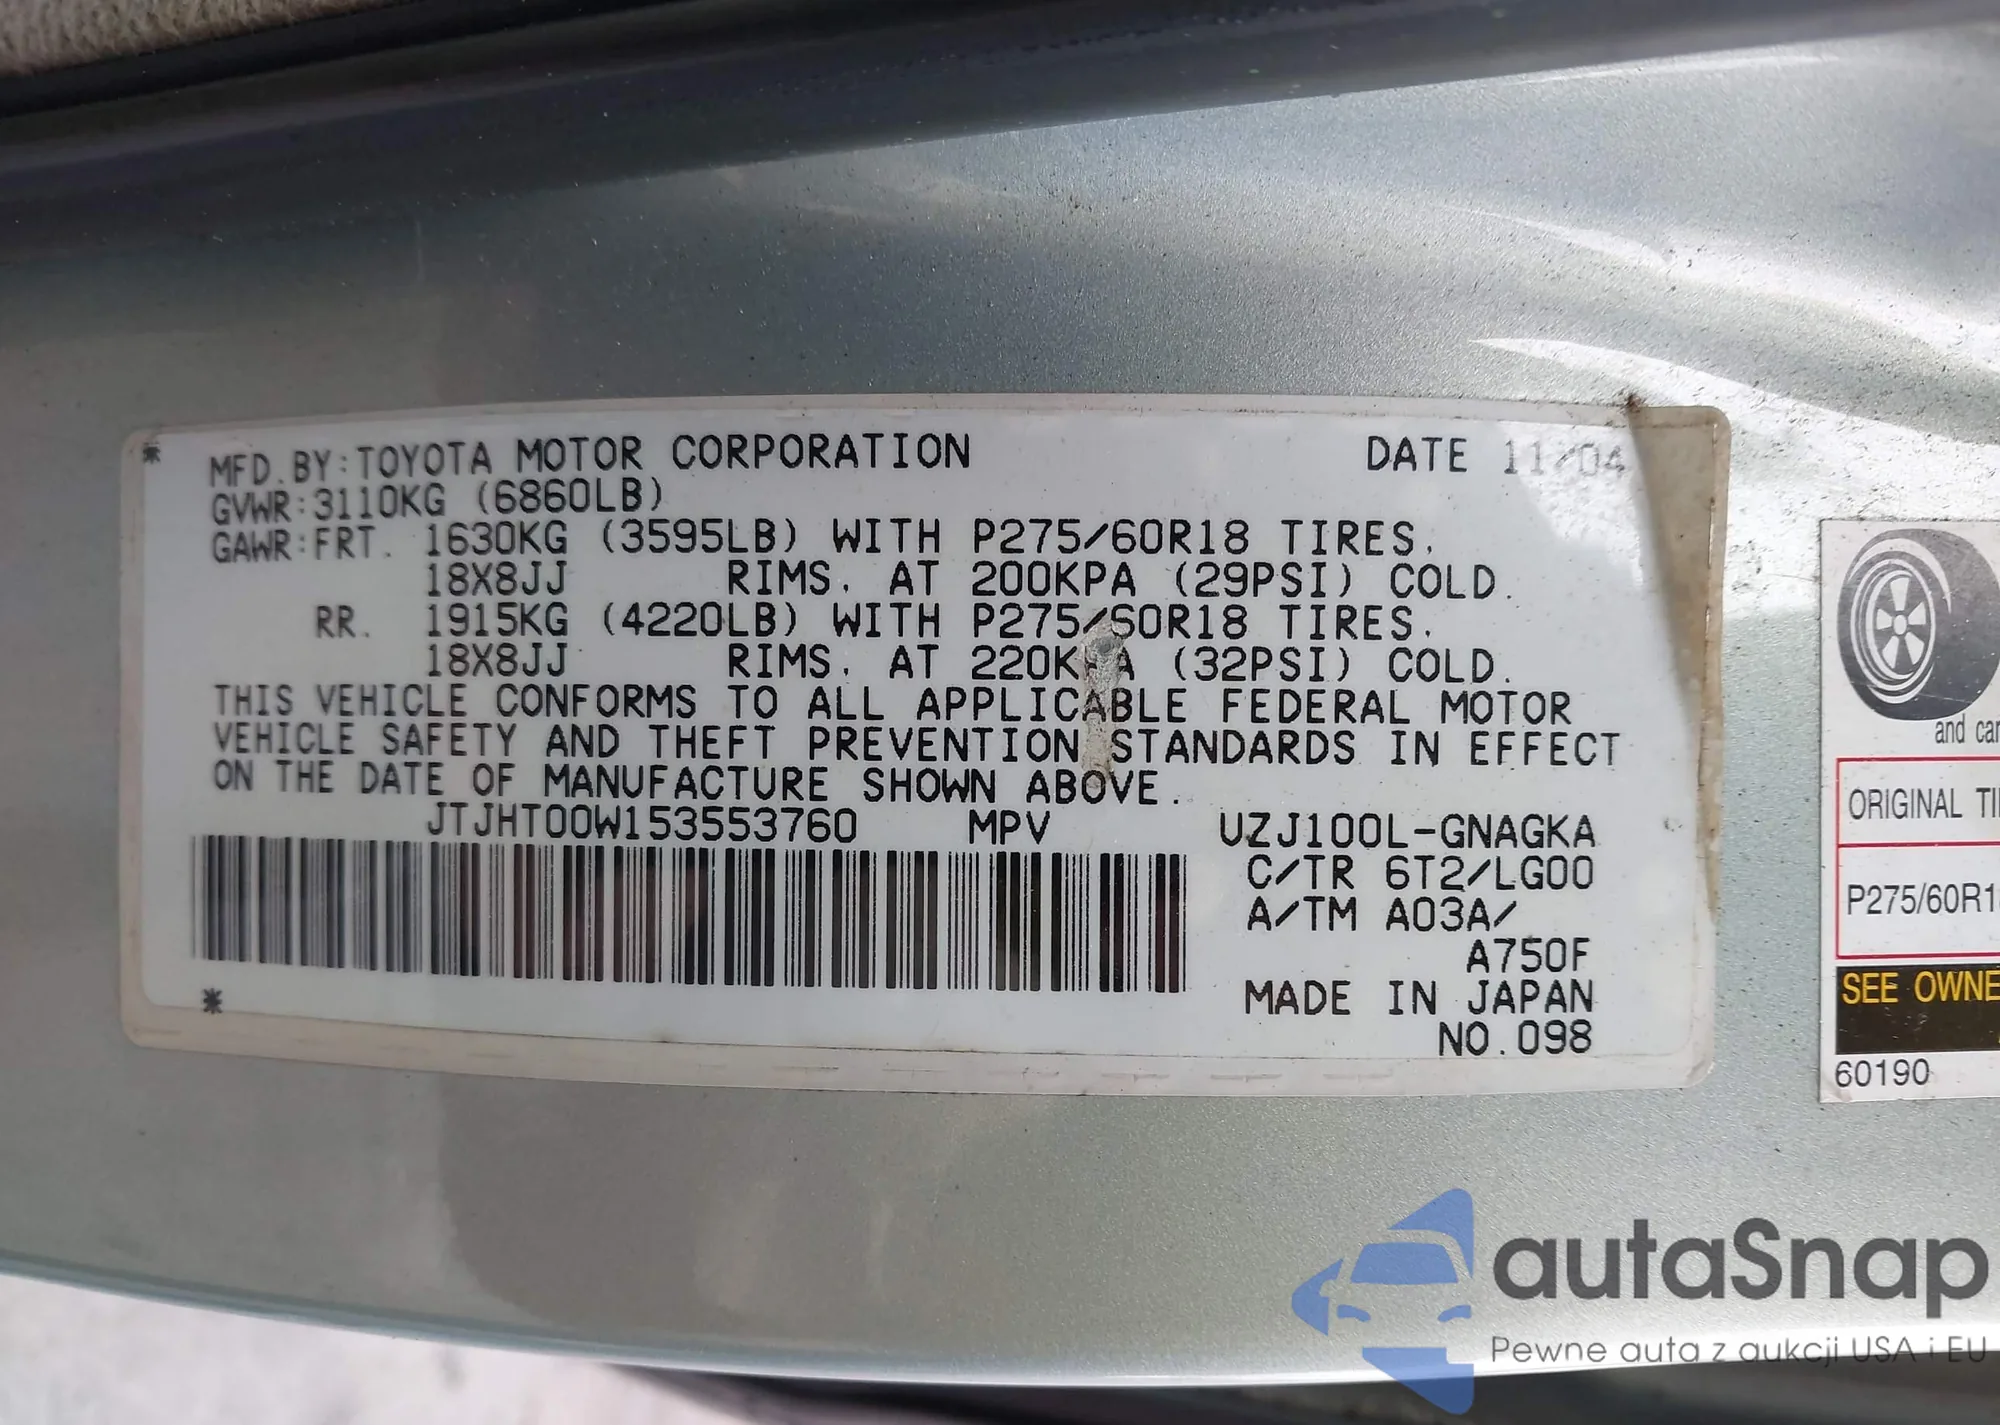 * MFD.BY:TOYOTA MOTOR CORPORATION DATE 11/04
GVWR:3110KG (6860LB)
GAWR:FRT. 1630KG (3595LB) WITH P275/60R18 TIRES.
18X8JJ RIMS. AT 200KPA (29PSI) COLD.
RR. 1915KG (4220LB) WITH P275/60R18 TIRES.
18X8JJ RIMS. AT 220KPA (32PSI) COLD.
THIS VEHICLE CONFORMS TO ALL APPLICABLE FEDERAL MOTOR
VEHICLE SAFETY AND THEFT PREVENTION STANDARDS IN EFFECT
ON THE DATE OF MANUFACTURE SHOWN ABOVE.
JTJHT00W153553760 MPV UZJ100L-GNAGKA
C/TR 6T2/LG00
A/TM A03A/
A750F
* MADE IN JAPAN
NO.098
and car
ORIGINAL TI
P275/60R18
SEE OWNE
60190
autaSnap
Pewne auta z aukcji USA i EU